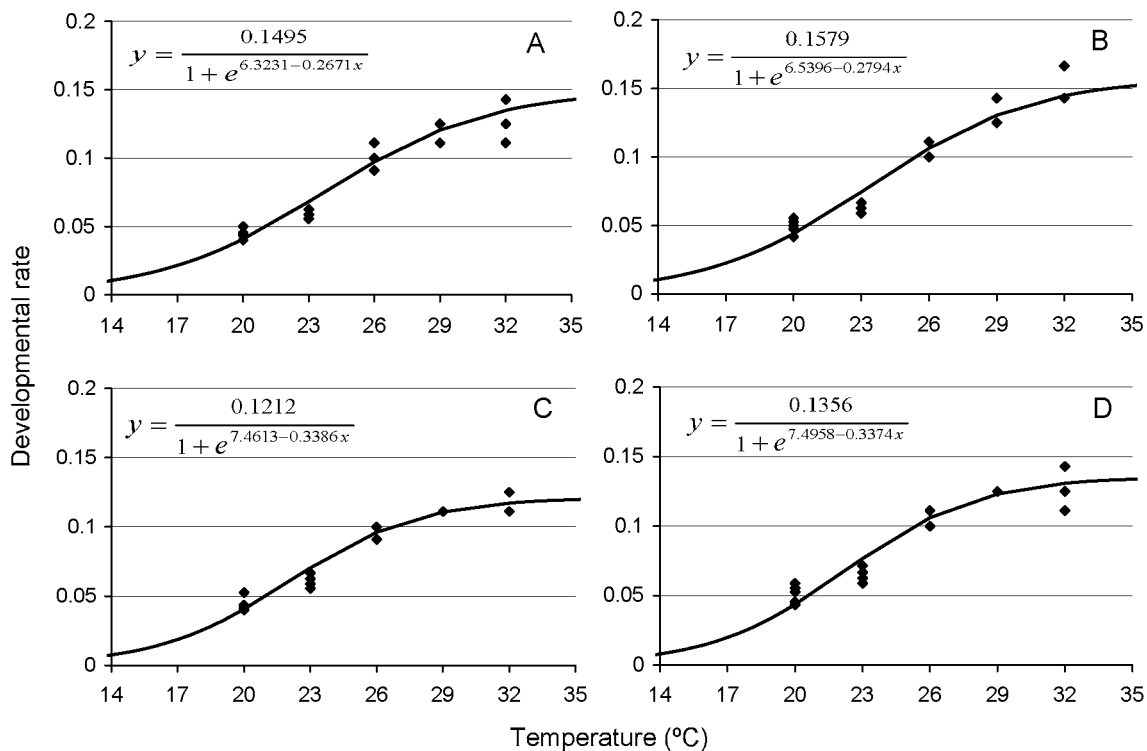 A
y = 0.1495 / (1 + e^(6.3231−0.2671x))
0.2
0.15
0.1
0.05
0
14 17 20 23 26 29 32 35
B
y = 0.1579 / (1 + e^(6.5396−0.2794x))
0.2
0.15
0.1
0.05
0
14 17 20 23 26 29 32 35
Developmental rate
C
y = 0.1212 / (1 + e^(7.4613−0.3386x))
0.2
0.15
0.1
0.05
0
14 17 20 23 26 29 32 35
D
y = 0.1356 / (1 + e^(7.4958−0.3374x))
0.2
0.15
0.1
0.05
0
14 17 20 23 26 29 32 35
Temperature (ºC)